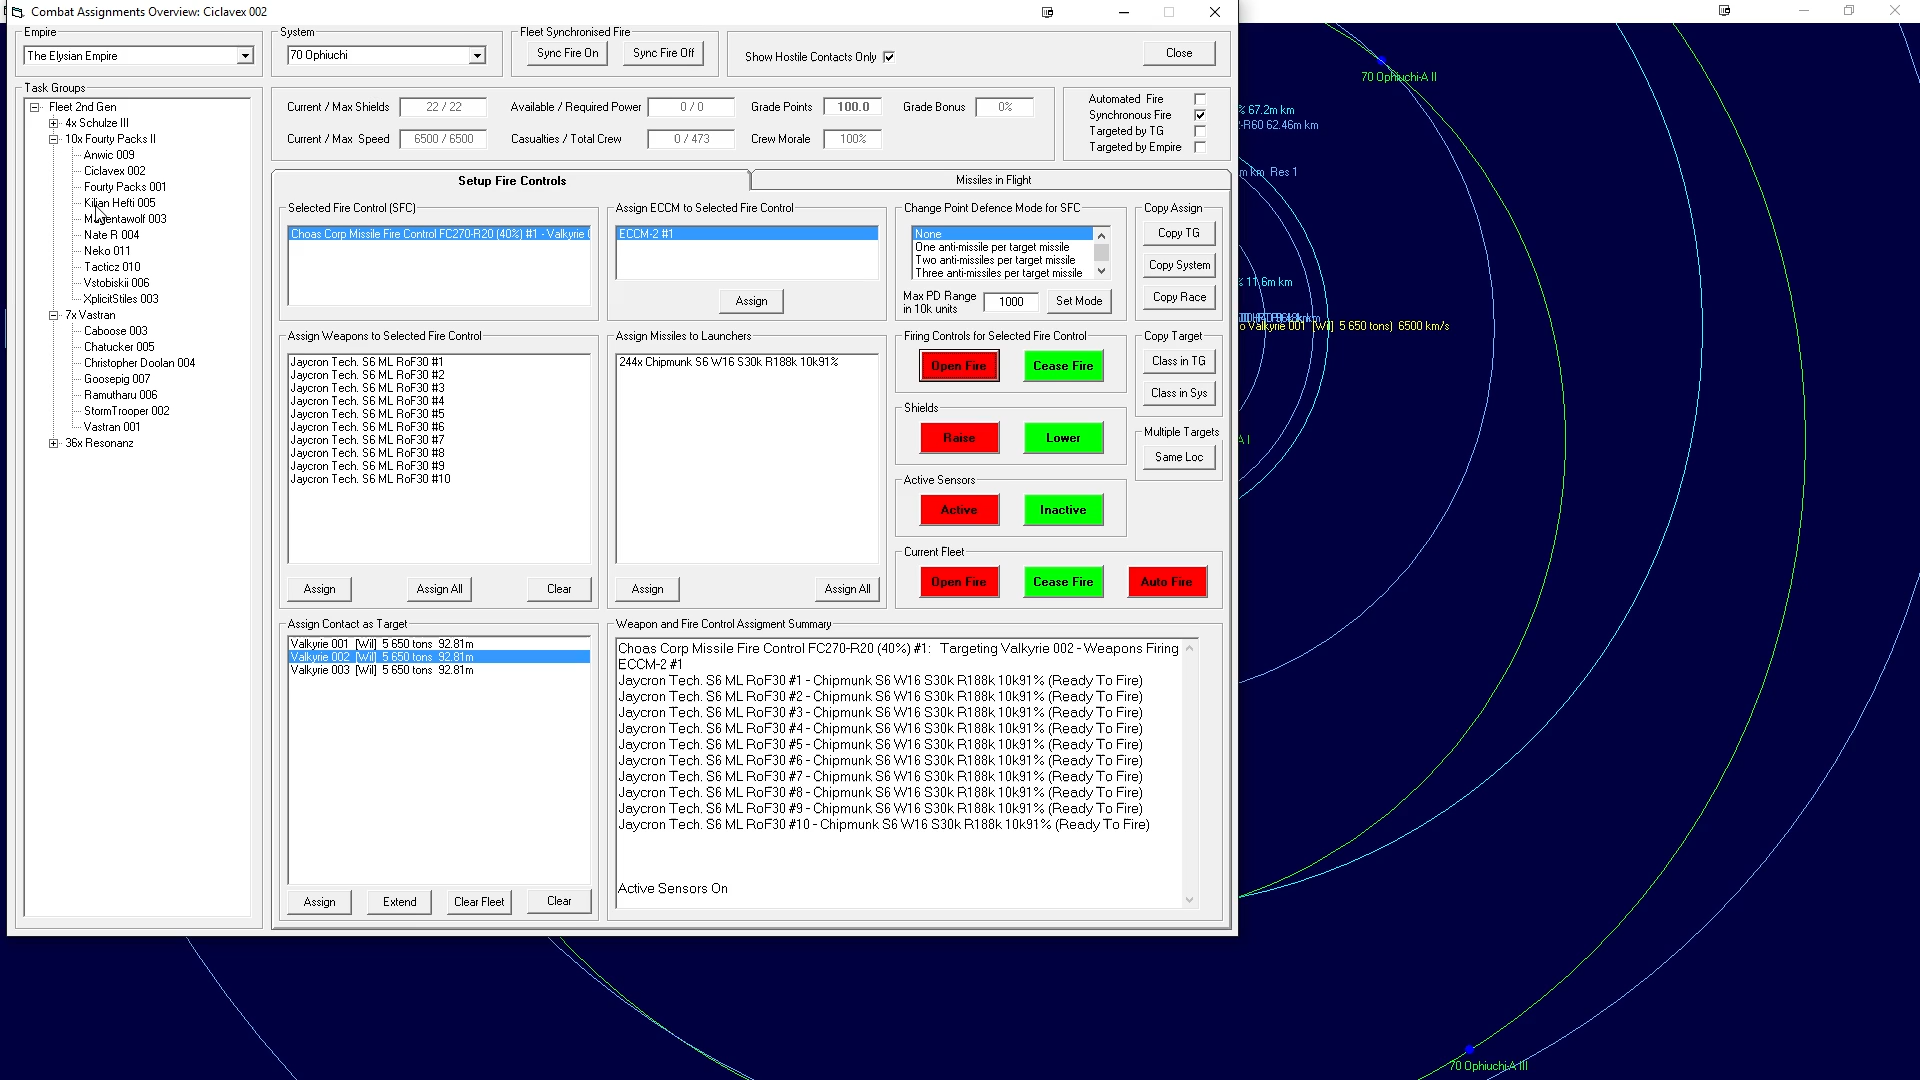 Combat Assignments Overview: Ciclavex 002
Empire
The Elysian Empire
System
70 Ophiuchi
Fleet Synchronised Fire
Sync Fire On
Sync Fire Off
Show Hostile Contacts Only
Close
Task Groups
Fleet 2nd Gen
4x Schulze III
10x Fourty Packs II
Anwic 009
Ciclavex 002
Fourty Packs 001
Kilian Hefti 005
Nate R 004
Neko 011
Tacticz 010
Vstobiskii 006
XplicitStiles 003
7x Vastran
Caboose 003
Chatucker 005
Christopher Doolan 004
Goosepig 007
Ramutharu 006
StormTrooper 002
Vastran 001
36x Resonanz
Current / Max Shields
22 / 22
Available / Required Power
0 / 0
Grade Points
100.0
Grade Bonus
0%
Current / Max Speed
6500 / 6500
Casualties / Total Crew
0 / 473
Crew Morale
100%
Automated Fire
Synchronous Fire
Targeted by TG
Targeted by Empire
Setup Fire Controls
Missiles in Flight
Selected Fire Control (SFC)
Choas Corp Missile Fire Control FC270-R20 (40%) #1 - Valkyrie (
Assign ECCM to Selected Fire Control
ECCM-2 #1
Assign
Change Point Defence Mode for SFC
None
One anti-missile per target missile
Two anti-missiles per target missile
Three anti-missiles per target missile
Max PD Range
in 10k units
1000
Set Mode
Copy Assign
Copy TG
Copy System
Copy Race
Assign Weapons to Selected Fire Control
Jaycron Tech. S6 ML RoF30 #1
Jaycron Tech. S6 ML RoF30 #2
Jaycron Tech. S6 ML RoF30 #3
Jaycron Tech. S6 ML RoF30 #4
Jaycron Tech. S6 ML RoF30 #5
Jaycron Tech. S6 ML RoF30 #6
Jaycron Tech. S6 ML RoF30 #7
Jaycron Tech. S6 ML RoF30 #8
Jaycron Tech. S6 ML RoF30 #9
Jaycron Tech. S6 ML RoF30 #10
Assign
Assign All
Clear
Assign Missiles to Launchers
244x Chipmunk S6 W16 S30k R188k 10k91%
Assign
Assign All
Firing Controls for Selected Fire Control
Open Fire
Cease Fire
Shields
Raise
Lower
Active Sensors
Active
Inactive
Current Fleet
Open Fire
Cease Fire
Auto Fire
Copy Target
Class in TG
Class in Sys
Multiple Targets
Same Loc
Assign Contact as Target
Valkyrie 001 [Wil] 5 650 tons 92.81m
Valkyrie 002 [Wil] 5 650 tons 92.81m
Valkyrie 003 [Wil] 5 650 tons 92.81m
Assign
Extend
Clear Fleet
Clear
Weapon and Fire Control Assigment Summary
Choas Corp Missile Fire Control FC270-R20 (40%) #1: Targeting Valkyrie 002 - Weapons Firing
ECCM-2 #1
Jaycron Tech. S6 ML RoF30 #1 - Chipmunk S6 W16 S30k R188k 10k91% (Ready To Fire)
Jaycron Tech. S6 ML RoF30 #2 - Chipmunk S6 W16 S30k R188k 10k91% (Ready To Fire)
Jaycron Tech. S6 ML RoF30 #3 - Chipmunk S6 W16 S30k R188k 10k91% (Ready To Fire)
Jaycron Tech. S6 ML RoF30 #4 - Chipmunk S6 W16 S30k R188k 10k91% (Ready To Fire)
Jaycron Tech. S6 ML RoF30 #5 - Chipmunk S6 W16 S30k R188k 10k91% (Ready To Fire)
Jaycron Tech. S6 ML RoF30 #6 - Chipmunk S6 W16 S30k R188k 10k91% (Ready To Fire)
Jaycron Tech. S6 ML RoF30 #7 - Chipmunk S6 W16 S30k R188k 10k91% (Ready To Fire)
Jaycron Tech. S6 ML RoF30 #8 - Chipmunk S6 W16 S30k R188k 10k91% (Ready To Fire)
Jaycron Tech. S6 ML RoF30 #9 - Chipmunk S6 W16 S30k R188k 10k91% (Ready To Fire)
Jaycron Tech. S6 ML RoF30 #10 - Chipmunk S6 W16 S30k R188k 10k91% (Ready To Fire)
Active Sensors On
70 Ophiuchi-A II
% 67.2m km
-R60 62.46m km
m km Res 1
% 11.6m km
o Valkyrie 001 [Wil] 5 650 tons) 6500 km/s
A I
70 Ophiuchi-A III